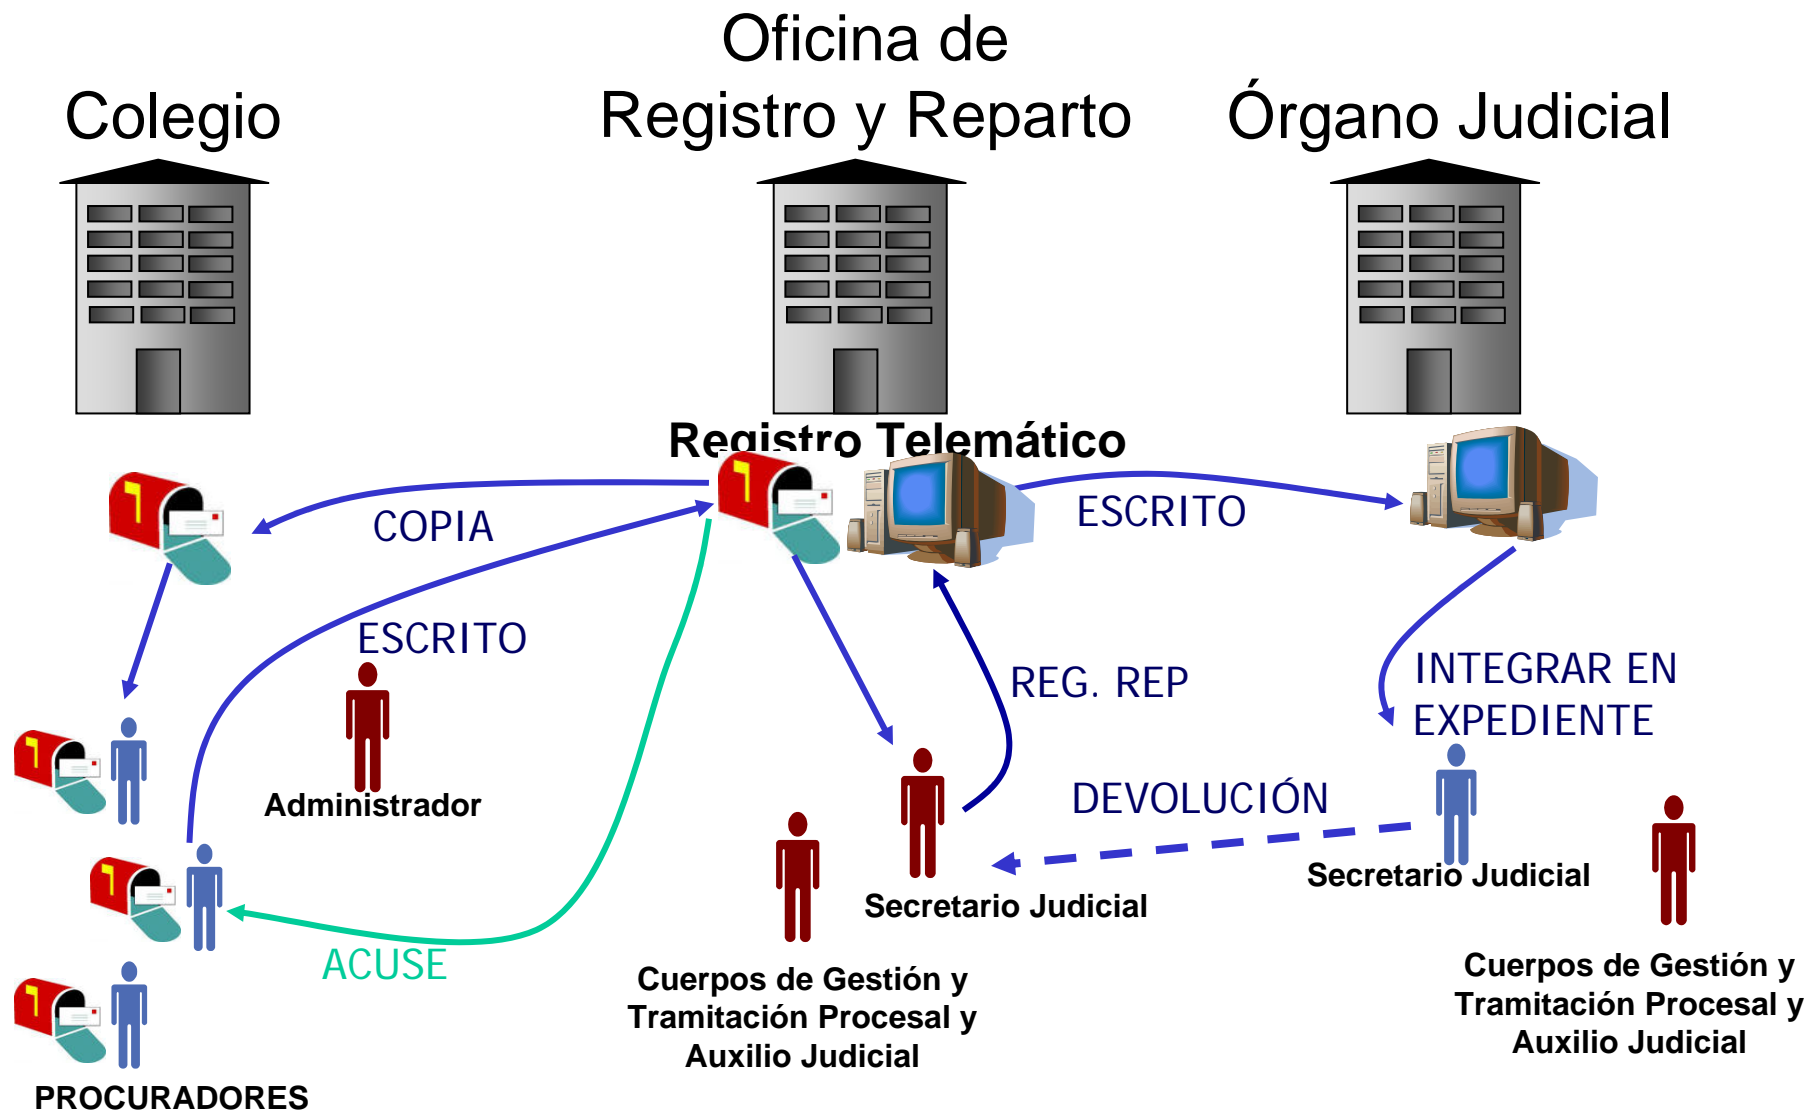 Oficina de
Registro y Reparto
Colegio
Órgano Judicial
Registro Telemático
COPIA
ESCRITO
ESCRITO
REG. REP
INTEGRAR EN
EXPEDIENTE
Administrador
DEVOLUCIÓN
Secretario Judicial
Secretario Judicial
ACUSE
Cuerpos de Gestión y
Tramitación Procesal y
Auxilio Judicial
Cuerpos de Gestión y
Tramitación Procesal y
Auxilio Judicial
PROCURADORES